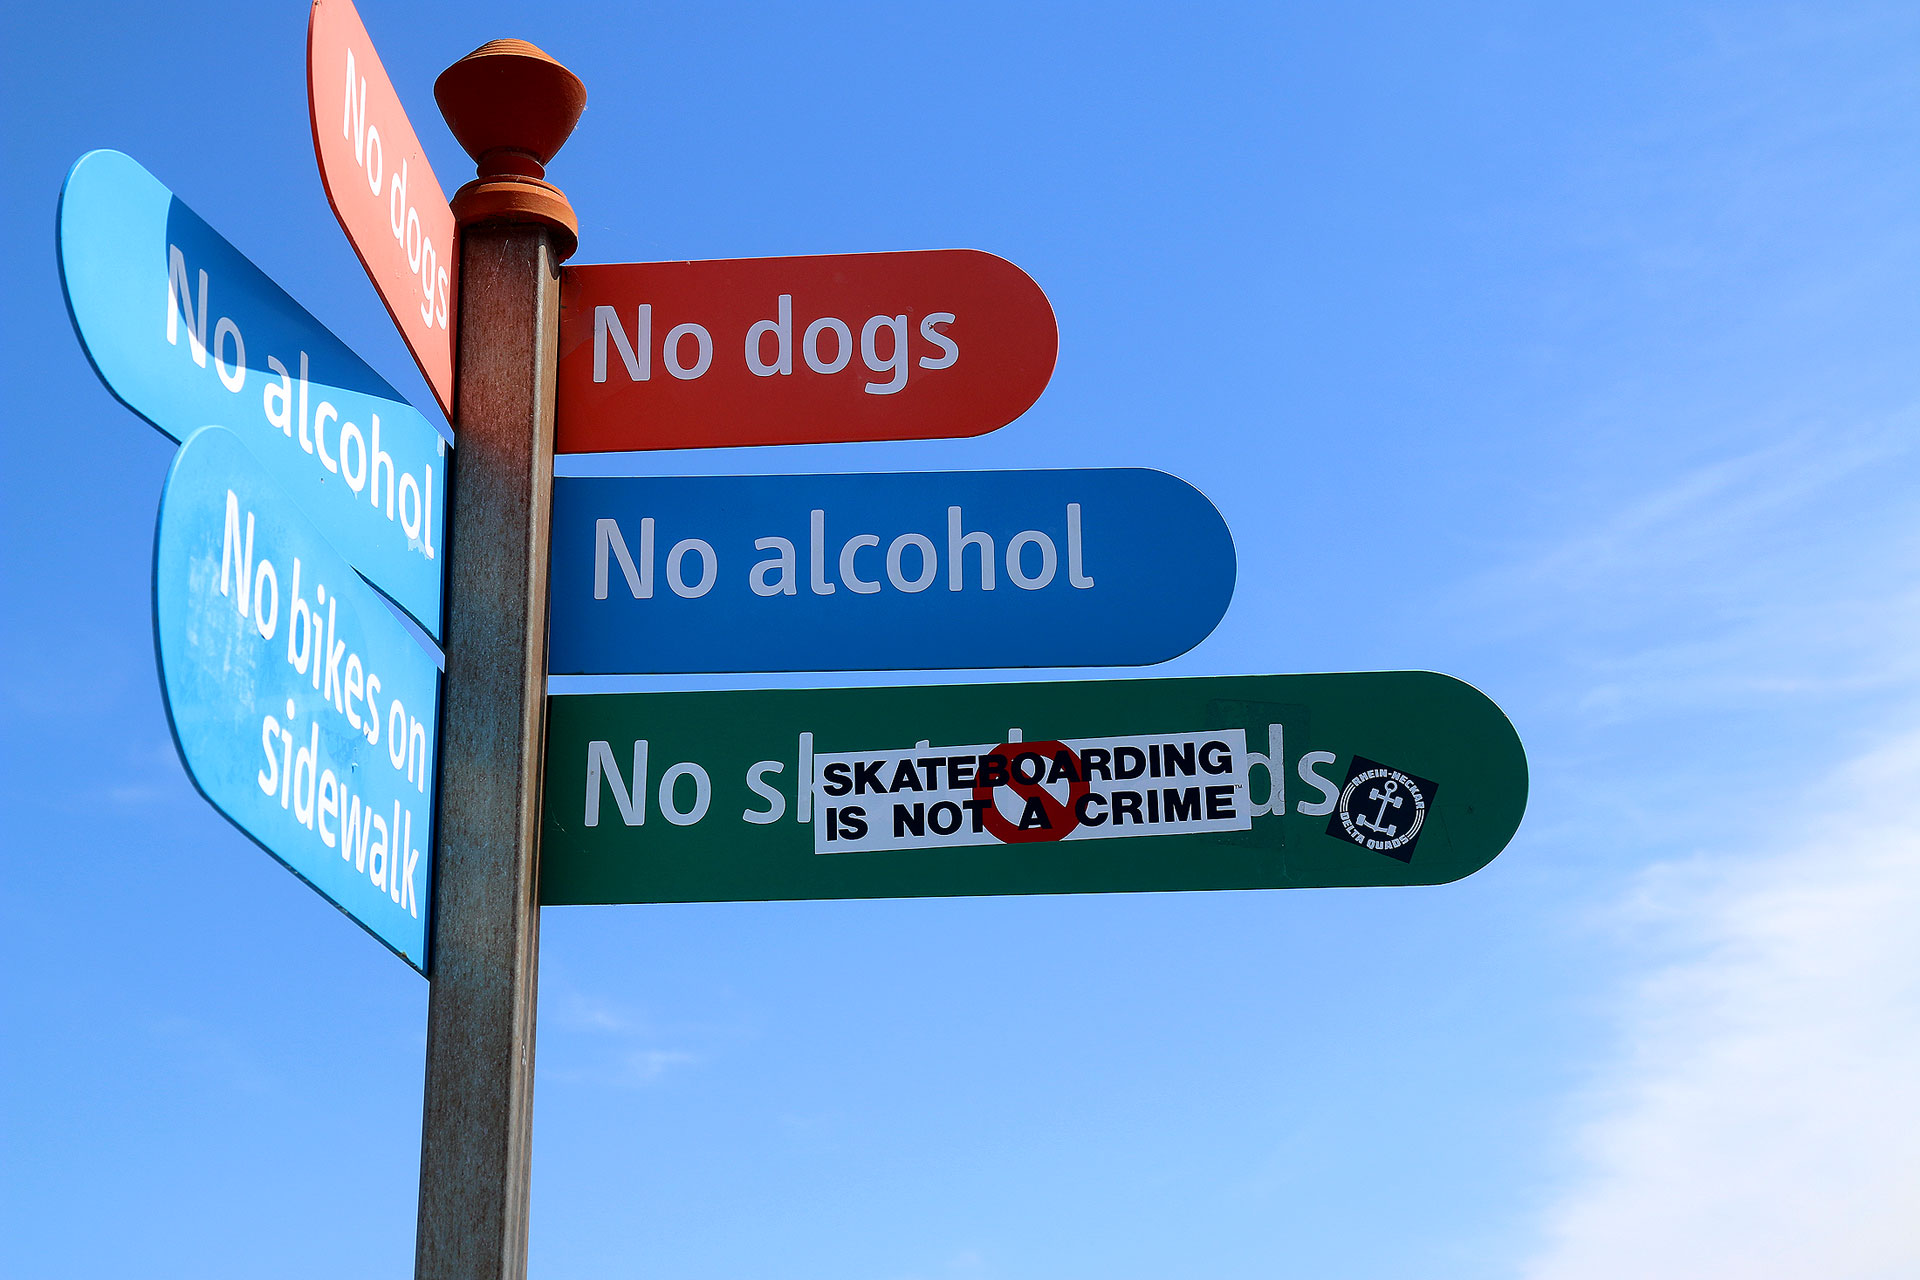 No dogs
No alcohol
No bikes on
sidewalk
No dogs
No alcohol
No sk ds
SKATEBOARDING
IS NOT A CRIME™
RHEIN-NECKAR
DELTA QUADS